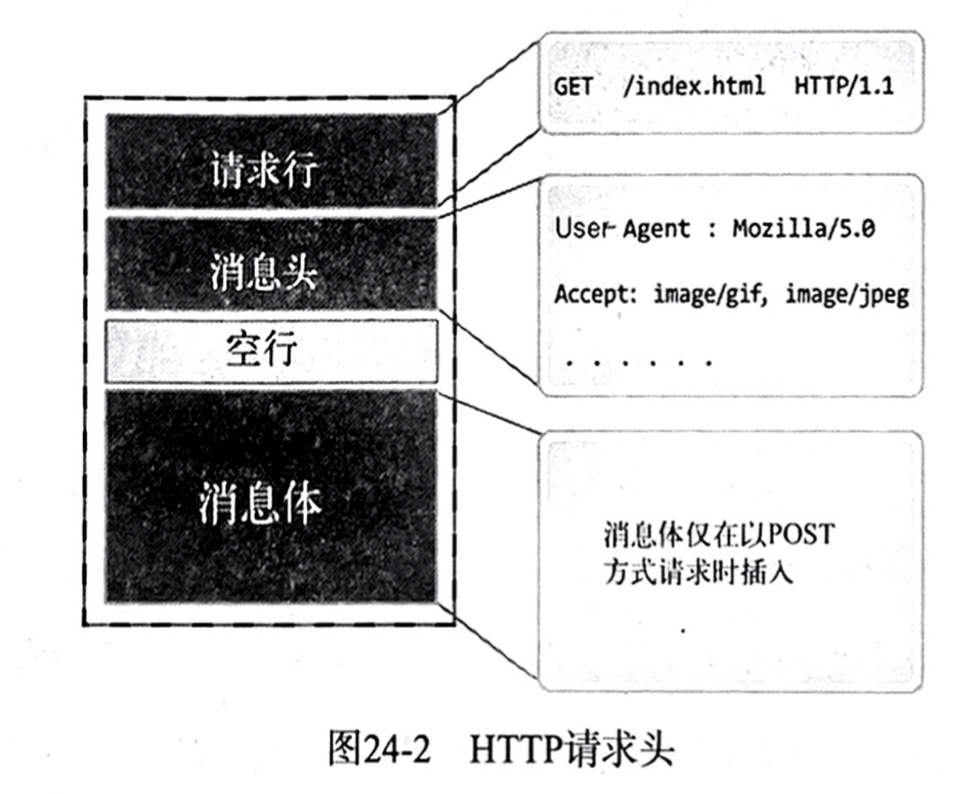 GET /index.html HTTP/1.1
请求行
User-Agent : Mozilla/5.0
消息头
Accept: image/gif, image/jpeg
空行
. . . . . .
消息体
消息体仅在以POST
方式请求时插入
图24-2 HTTP请求头